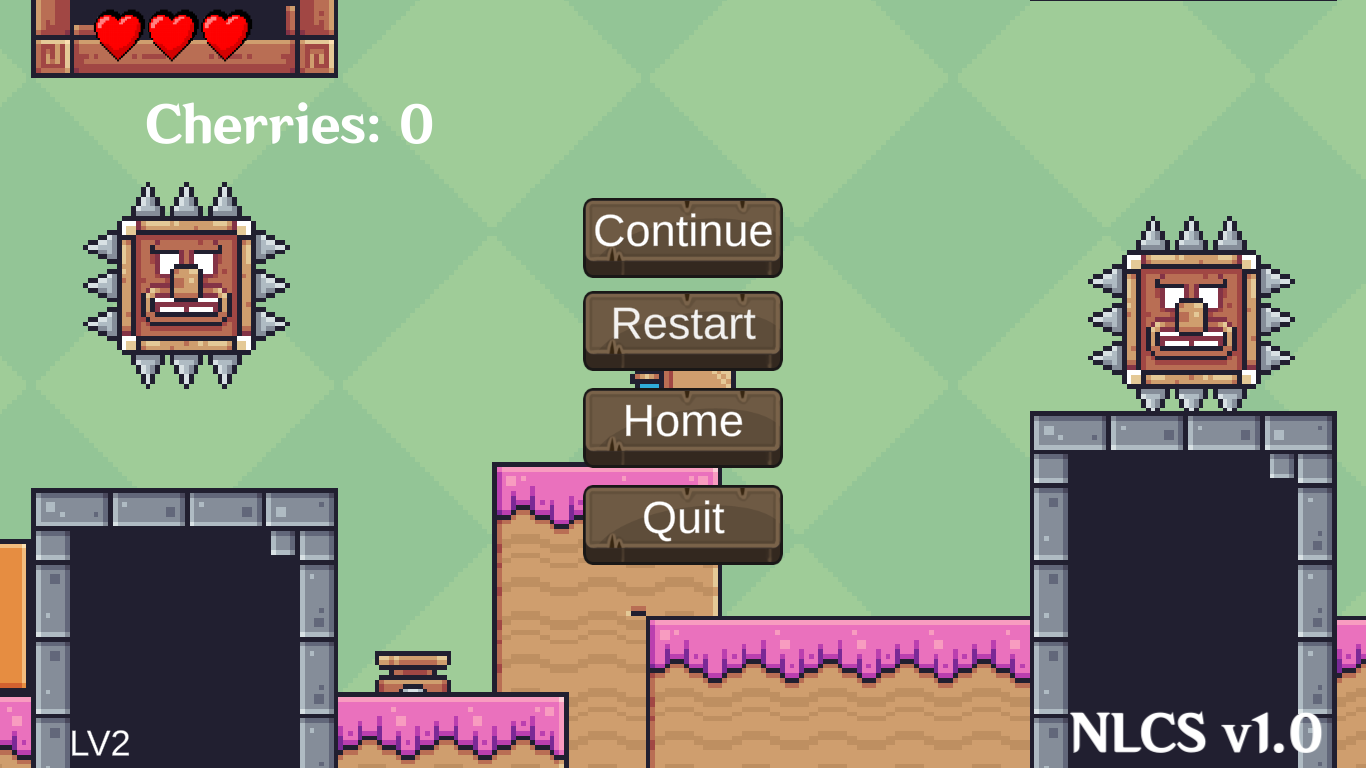 Cherries: 0
Continue
Restart
Home
Quit
LV2
NLCS v1.0